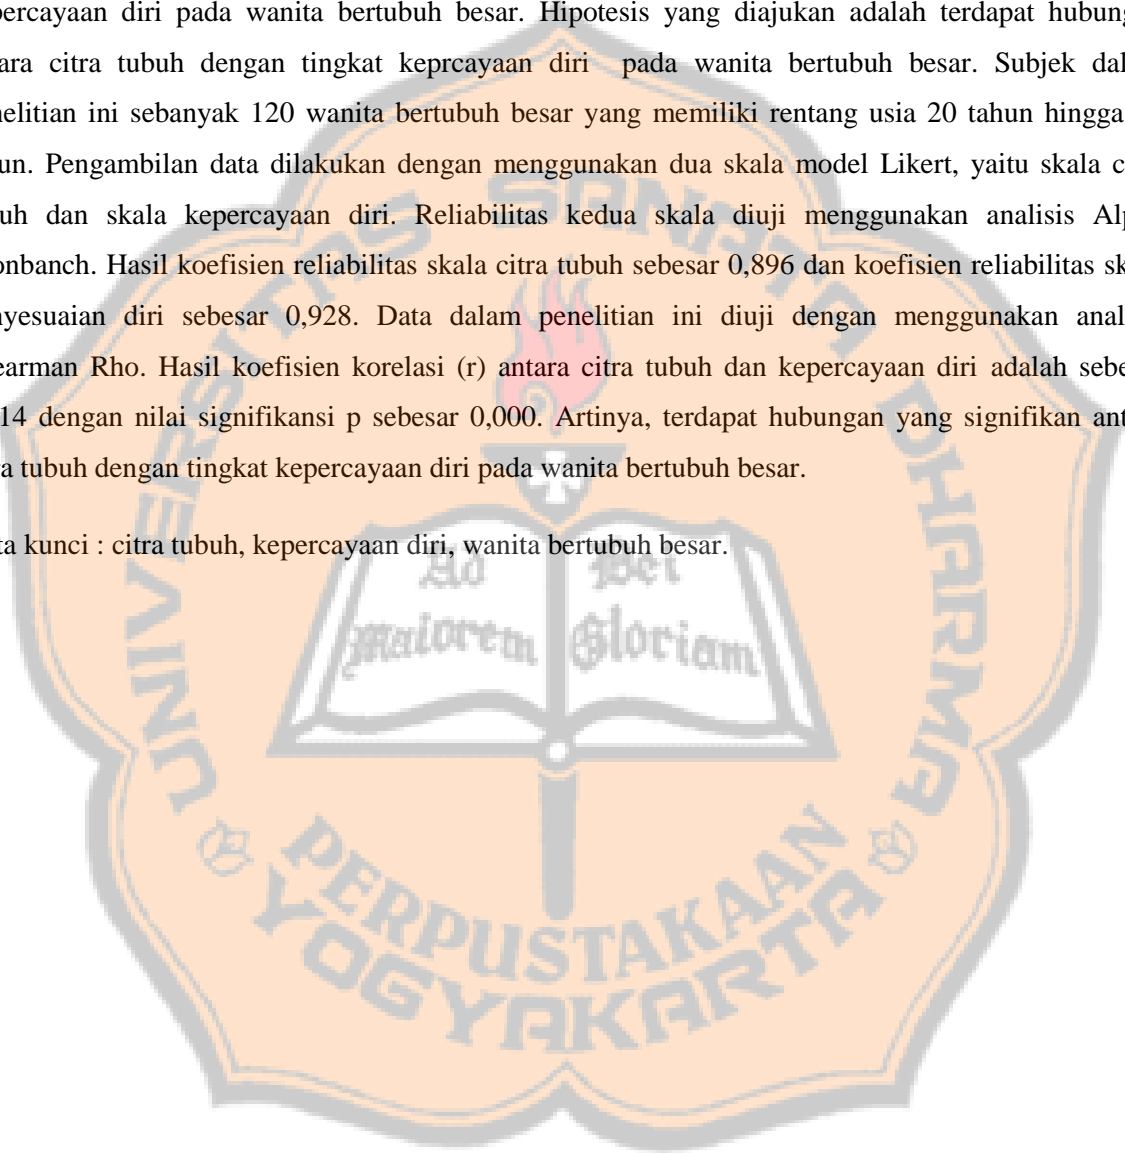 percayaan diri pada wanita bertubuh besar. Hipotesis yang diajukan adalah terdapat hubung
ara citra tubuh dengan tingkat keprcayaan diri pada wanita bertubuh besar. Subjek dal
nelitian ini sebanyak 120 wanita bertubuh besar yang memiliki rentang usia 20 tahun hingga
un. Pengambilan data dilakukan dengan menggunakan dua skala model Likert, yaitu skala c
uh dan skala kepercayaan diri. Reliabilitas kedua skala diuji menggunakan analisis Alp
onbanch. Hasil koefisien reliabilitas skala citra tubuh sebesar 0,896 dan koefisien reliabilitas sk
nyesuaian diri sebesar 0,928. Data dalam penelitian ini diuji dengan menggunakan anal
earman Rho. Hasil koefisien korelasi (r) antara citra tubuh dan kepercayaan diri adalah sebe
14 dengan nilai signifikansi p sebesar 0,000. Artinya, terdapat hubungan yang signifikan ant
a tubuh dengan tingkat kepercayaan diri pada wanita bertubuh besar.
ta kunci : citra tubuh, kepercayaan diri, wanita bertubuh besar.
UNIVERSITAS SANATA DHARMA
Ad Dei
maiorem Gloriam
PERPUSTAKAAN
YOGYAKARTA